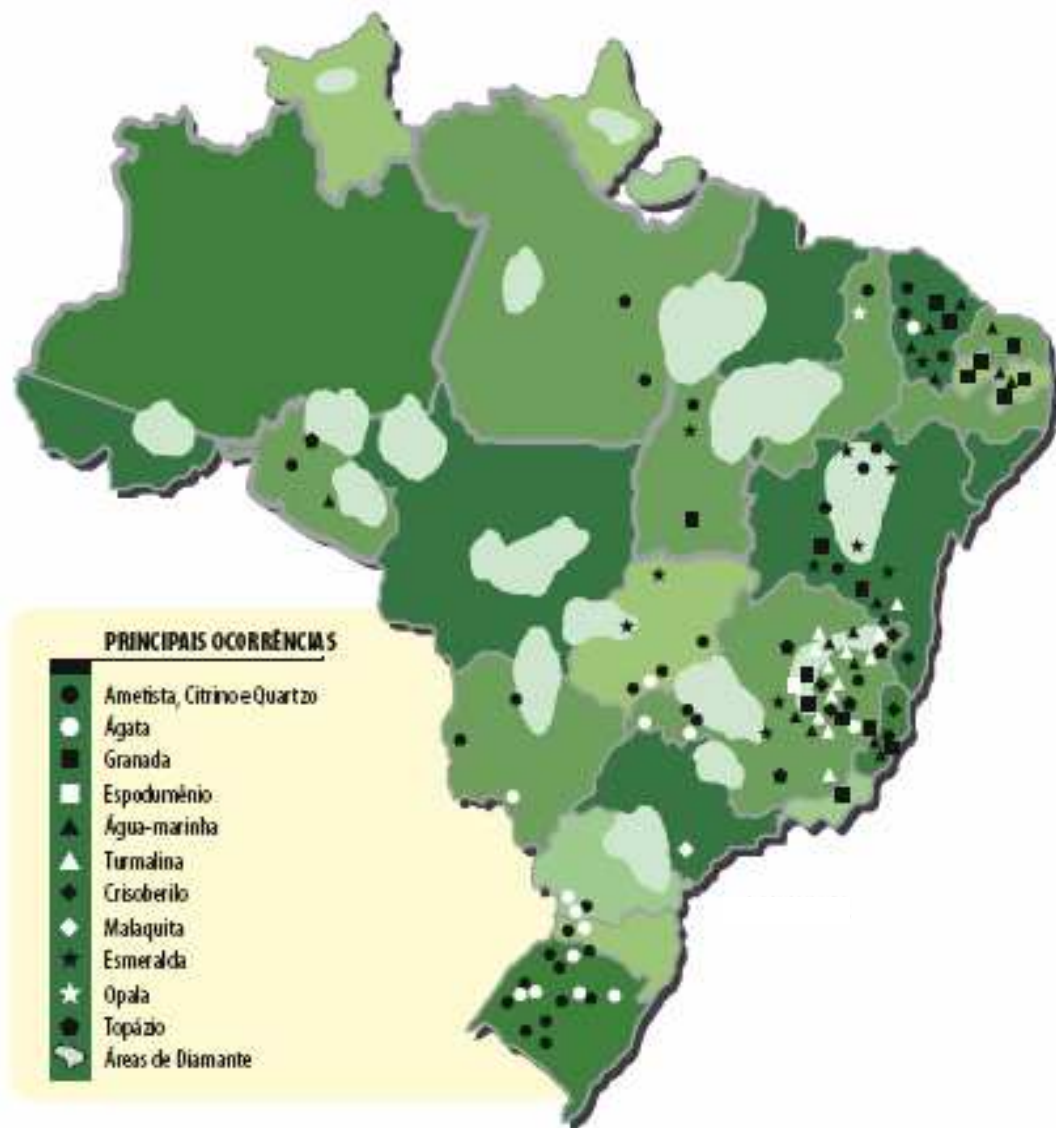 PRINCIPAIS OCORRÊNCIAS
Ametista, Citrino e Quartzo
Ágata
Granada
Espodumênio
Água-marinha
Turmalina
Crisoberilo
Malaquita
Esmeralda
Opala
Topázio
Áreas de Diamante